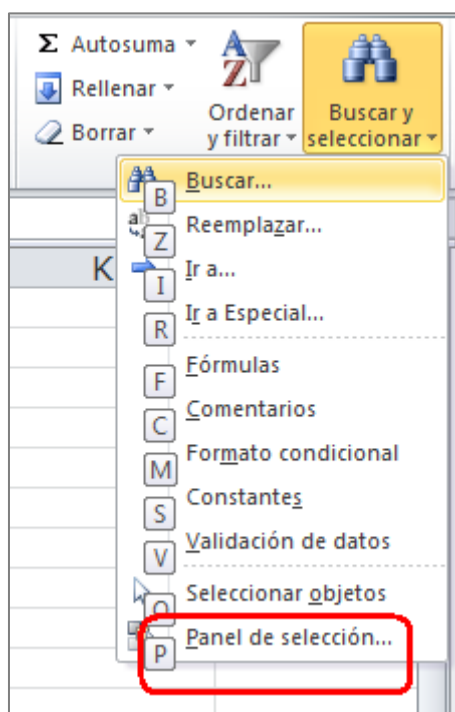 Σ Autosuma
Rellenar
Borrar
A
Z
Ordenar
y filtrar
Buscar y
seleccionar
B Buscar...
Z Reemplazar...
I Ir a...
R Ir a Especial...
F Fórmulas
C Comentarios
M Formato condicional
S Constantes
V Validación de datos
O Seleccionar objetos
P Panel de selección...
K